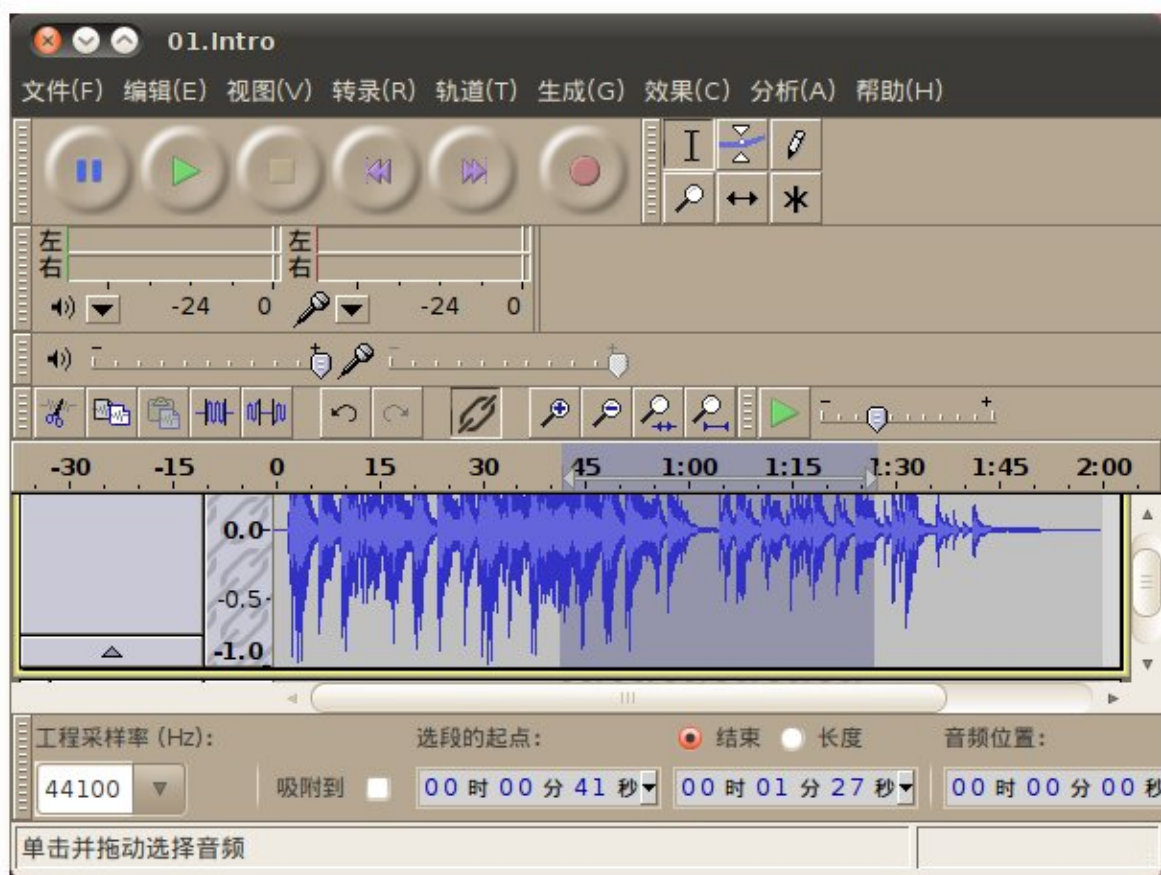 01.Intro
文件(F) 编辑(E) 视图(V) 转录(R) 轨道(T) 生成(G) 效果(C) 分析(A) 帮助(H)
左 左
右 右
-24 0 -24 0
- + - +
- +
-30 -15 0 15 30 45 1:00 1:15 1:30 1:45 2:00
0.0
-0.5
-1.0
工程采样率 (Hz): 选段的起点: 结束 长度 音频位置:
44100 吸附到 00 时 00 分 41 秒 00 时 01 分 27 秒 00 时 00 分 00 秒
单击并拖动选择音频